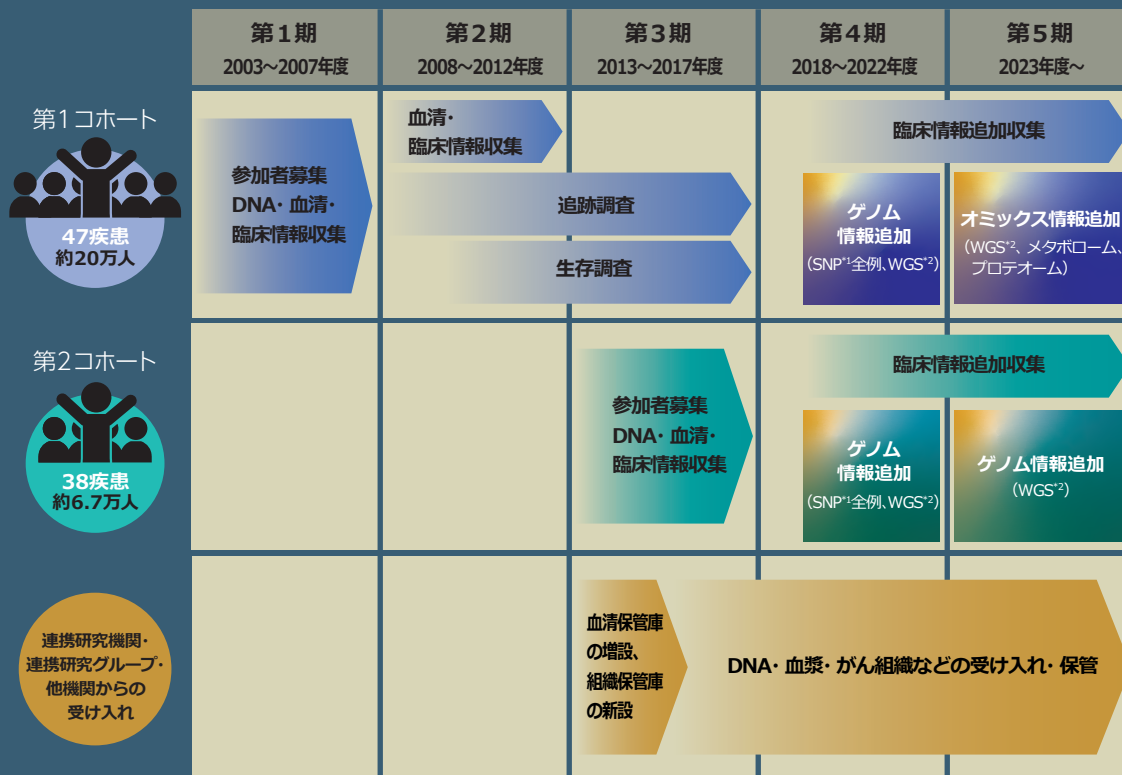 第1期
2003〜2007年度
第2期
2008〜2012年度
第3期
2013〜2017年度
第4期
2018〜2022年度
第5期
2023年度〜
第1コホート
47疾患
約20万人
参加者募集
DNA・血清・
臨床情報収集
血清・
臨床情報収集
追跡調査
生存調査
臨床情報追加収集
ゲノム
情報追加
（SNP*1全例、WGS*2）
オミックス情報追加
（WGS*2、メタボローム、
プロテオーム）
第2コホート
38疾患
約6.7万人
参加者募集
DNA・血清・
臨床情報収集
臨床情報追加収集
ゲノム
情報追加
（SNP*1全例、WGS*2）
ゲノム情報追加
（WGS*2）
連携研究機関・
連携研究グループ・
他機関からの
受け入れ
血清保管庫
の増設、
組織保管庫
の新設
DNA・血漿・がん組織などの受け入れ・保管